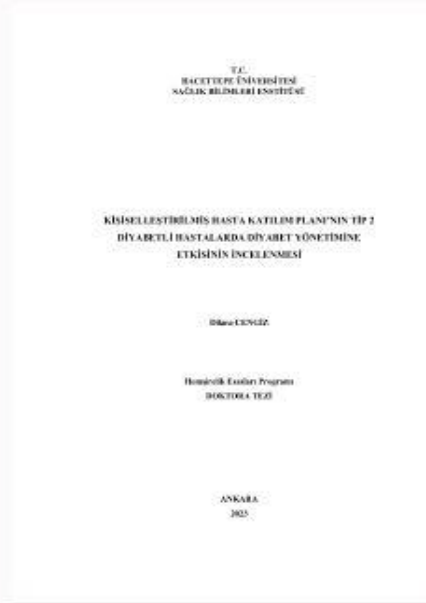 T.C.
HACETTEPE ÜNİVERSİTESİ
SAĞLIK BİLİMLERİ ENSTİTÜSÜ
KİŞİSELLEŞTİRİLMİŞ HASTA KATILIM PLANI'NIN TİP 2
DİYABETLİ HASTALARDA DİYABET YÖNETİMİNE
ETKİSİNİN İNCELENMESİ
Dilara CENGİZ
Hemşirelik Esasları Programı
DOKTORA TEZİ
ANKARA
2023